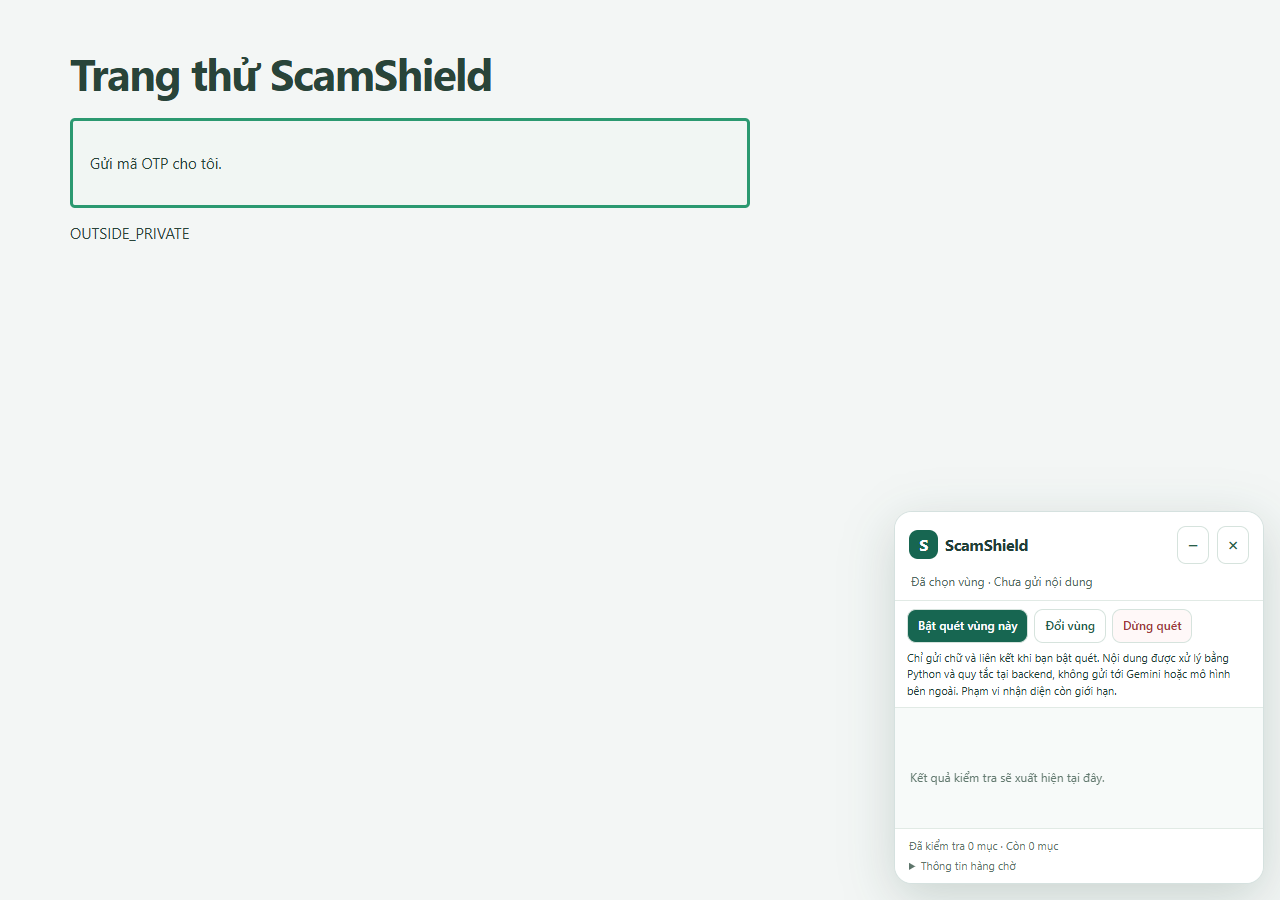 Trang thử ScamShield
Gửi mã OTP cho tôi.
OUTSIDE_PRIVATE
S ScamShield − ×
Đã chọn vùng · Chưa gửi nội dung
Bật quét vùng này Đổi vùng Dừng quét
Chỉ gửi chữ và liên kết khi bạn bật quét. Nội dung được xử lý bằng
Python và quy tắc tại backend, không gửi tới Gemini hoặc mô hình
bên ngoài. Phạm vi nhận diện còn giới hạn.
Kết quả kiểm tra sẽ xuất hiện tại đây.
Đã kiểm tra 0 mục · Còn 0 mục
▶ Thông tin hàng chờ